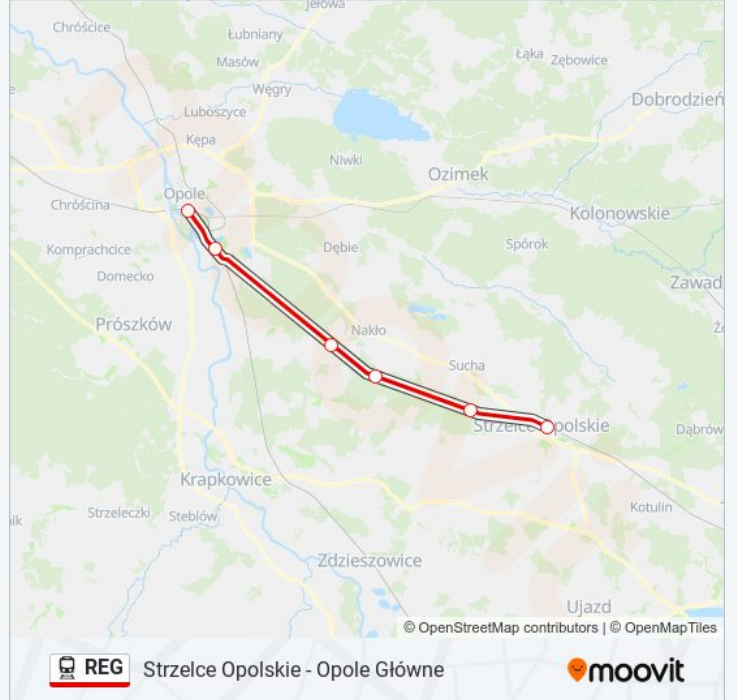 Jełowa
Chróścice
Łubniany
Masów
Łąka
Zębowice
Węgry
Dobrodzień
Luboszyce
Kępa
Niwki
Ozimek
Opole
Chróścina
Kolonowskie
Komprachcice
Dębie
Spórok
Domecko
Zawad
Prószków
Nakło
Sucha
Strzelce Opolskie
Dąbrów
Krapkowice
Kotulin
Strzeleczki
Steblów
ik
Zdzieszowice
Ujazd
© OpenStreetMap contributors | © OpenMapTiles
REG Strzelce Opolskie - Opole Główne
moovit